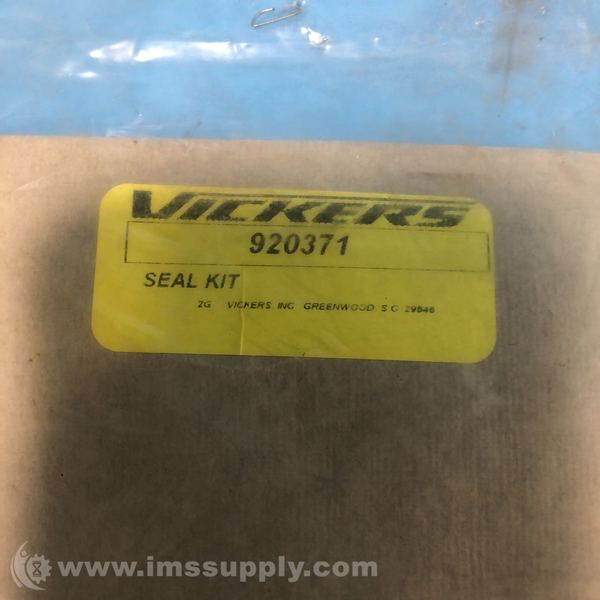 VICKERS
920371
SEAL KIT
2G VICKERS INC GREENWOOD S C 29646
www.imssupply.com